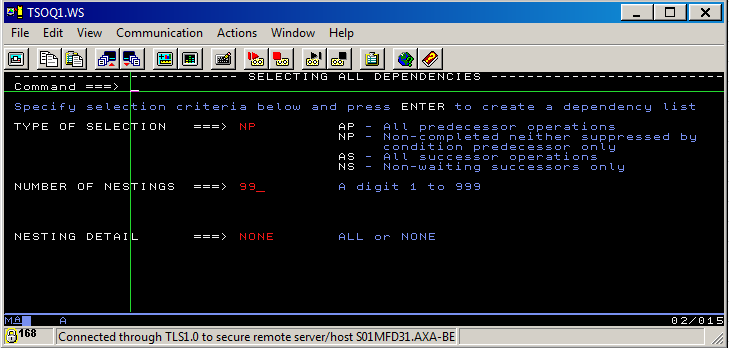 TSOQ1.WS
File Edit View Communication Actions Window Help
------------------------------ SELECTING ALL DEPENDENCIES ------------------------------
Command ===> _
Specify selection criteria below and press ENTER to create a dependency list
TYPE OF SELECTION ===> NP AP - All predecessor operations
NP - Non-completed neither suppressed by
condition predecessor only
AS - All successor operations
NS - Non-waiting successors only
NUMBER OF NESTINGS ===> 99_ A digit 1 to 999
NESTING DETAIL ===> NONE ALL or NONE
MA A 02/015
168 Connected through TLS1.0 to secure remote server/host S01MFD31.AXA-BE